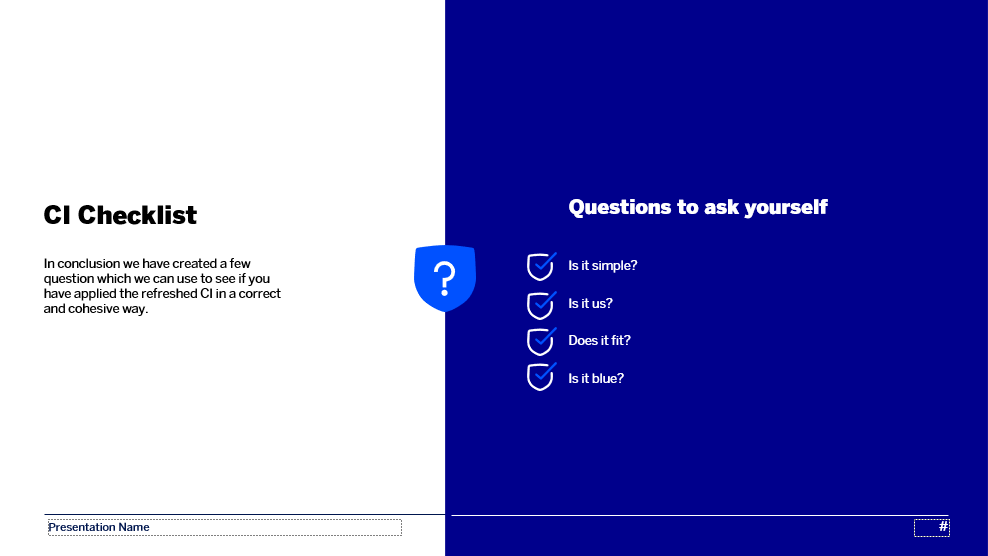 CI Checklist
In conclusion we have created a few
question which we can use to see if you
have applied the refreshed CI in a correct
and cohesive way.
?
Questions to ask yourself
Is it simple?
Is it us?
Does it fit?
Is it blue?
Presentation Name
#